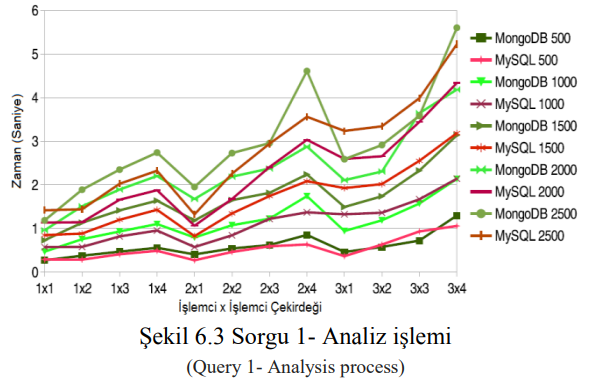 6
5
4
3
2
1
0
Zaman (Saniye)
1x1 1x2 1x3 1x4 2x1 2x2 2x3 2x4 3x1 3x2 3x3 3x4
İşlemci x İşlemci Çekirdeği
MongoDB 500
MySQL 500
MongoDB 1000
MySQL 1000
MongoDB 1500
MySQL 1500
MongoDB 2000
MySQL 2000
MongoDB 2500
MySQL 2500
Şekil 6.3 Sorgu 1- Analiz işlemi
(Query 1- Analysis process)